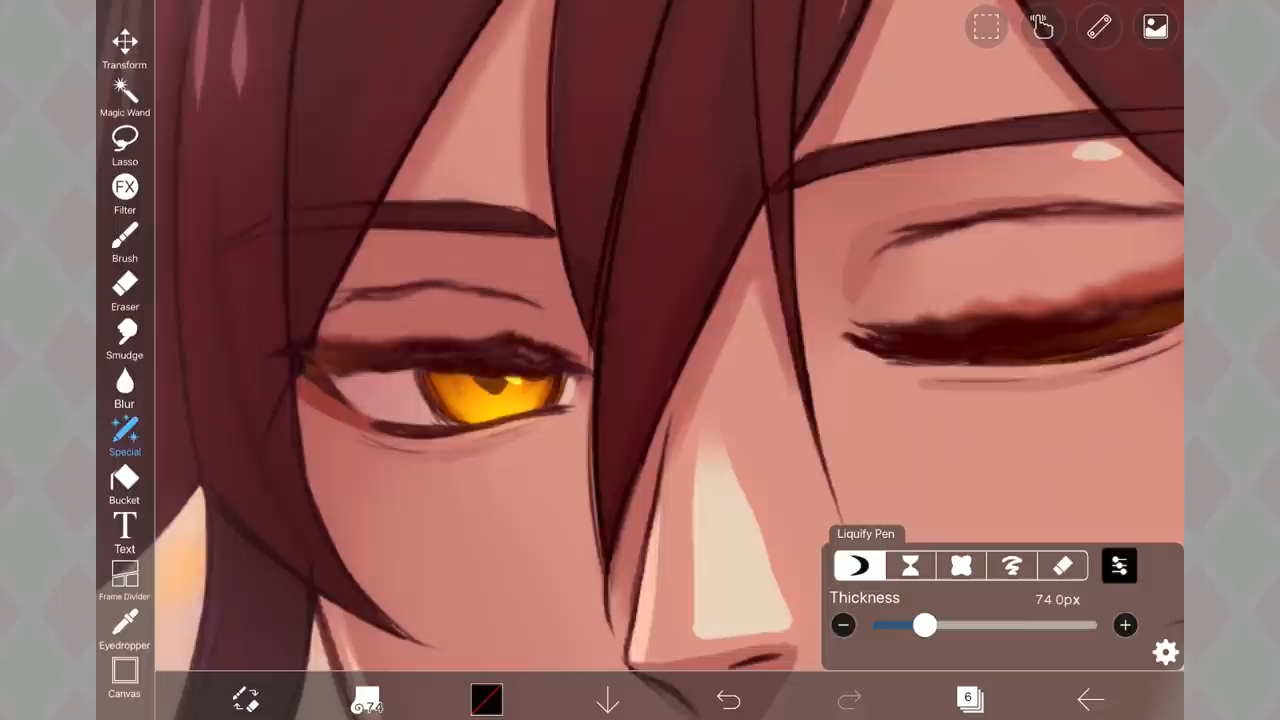 Transform
Magic Wand
Lasso
FX
Filter
Brush
Eraser
Smudge
Blur
Special
Bucket
T
Text
Frame Divider
Eyedropper
Canvas
Liquify Pen
Thickness
74.0px
74
6